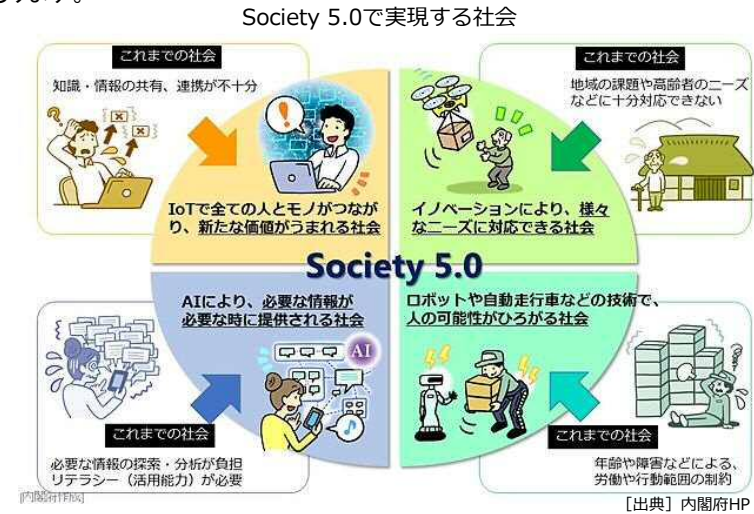 Society 5.0で実現する社会
これまでの社会
知識・情報の共有、連携が不十分
IoTで全ての人とモノがつなが
り、新たな価値がうまれる社会
これまでの社会
地域の課題や高齢者のニーズ
などに十分対応できない
イノベーションにより、様々
なニーズに対応できる社会
Society 5.0
AIにより、必要な情報が
必要な時に提供される社会
AI
これまでの社会
必要な情報の探索・分析が負担
リテラシー（活用能力）が必要
ロボットや自動走行車などの技術で、
人の可能性がひろがる社会
これまでの社会
年齢や障害などによる、
労働や行動範囲の制約
[内閣府作成]
［出典］内閣府HP